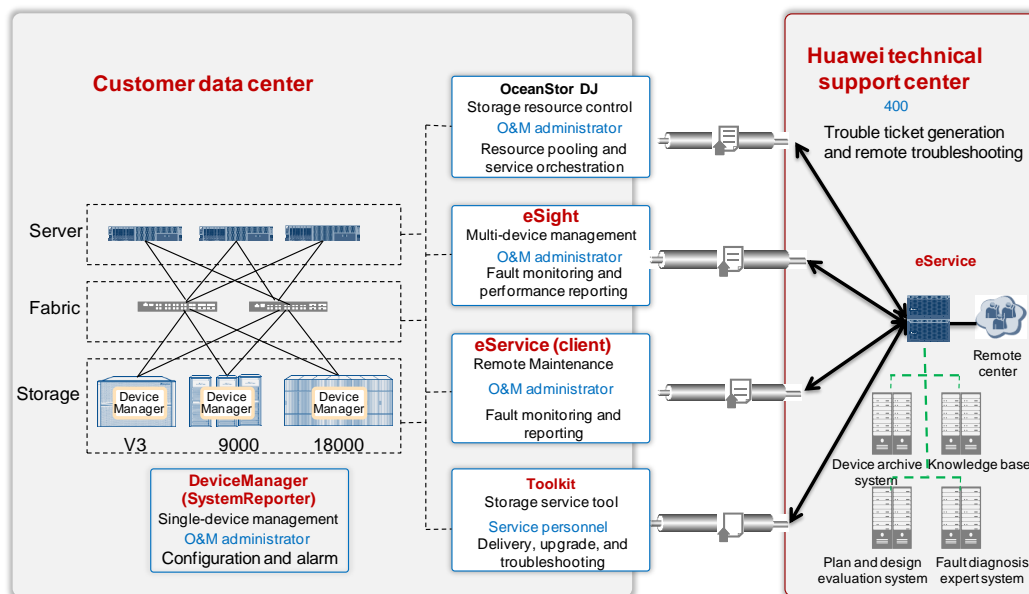 Customer data center
Server
Fabric
Storage
Device
Manager
Device
Manager
Device
Manager
V3
9000
18000
DeviceManager
(SystemReporter)
Single-device management
O&M administrator
Configuration and alarm
OceanStor DJ
Storage resource control
O&M administrator
Resource pooling and
service orchestration
eSight
Multi-device management
O&M administrator
Fault monitoring and
performance reporting
eService (client)
Remote Maintenance
O&M administrator
Fault monitoring and
reporting
Toolkit
Storage service tool
Service personnel
Delivery, upgrade, and
troubleshooting
Huawei technical
support center
400
Trouble ticket generation
and remote troubleshooting
eService
Remote
center
Device archive
system
Knowledge base
Plan and design
evaluation system
Fault diagnosis
expert system